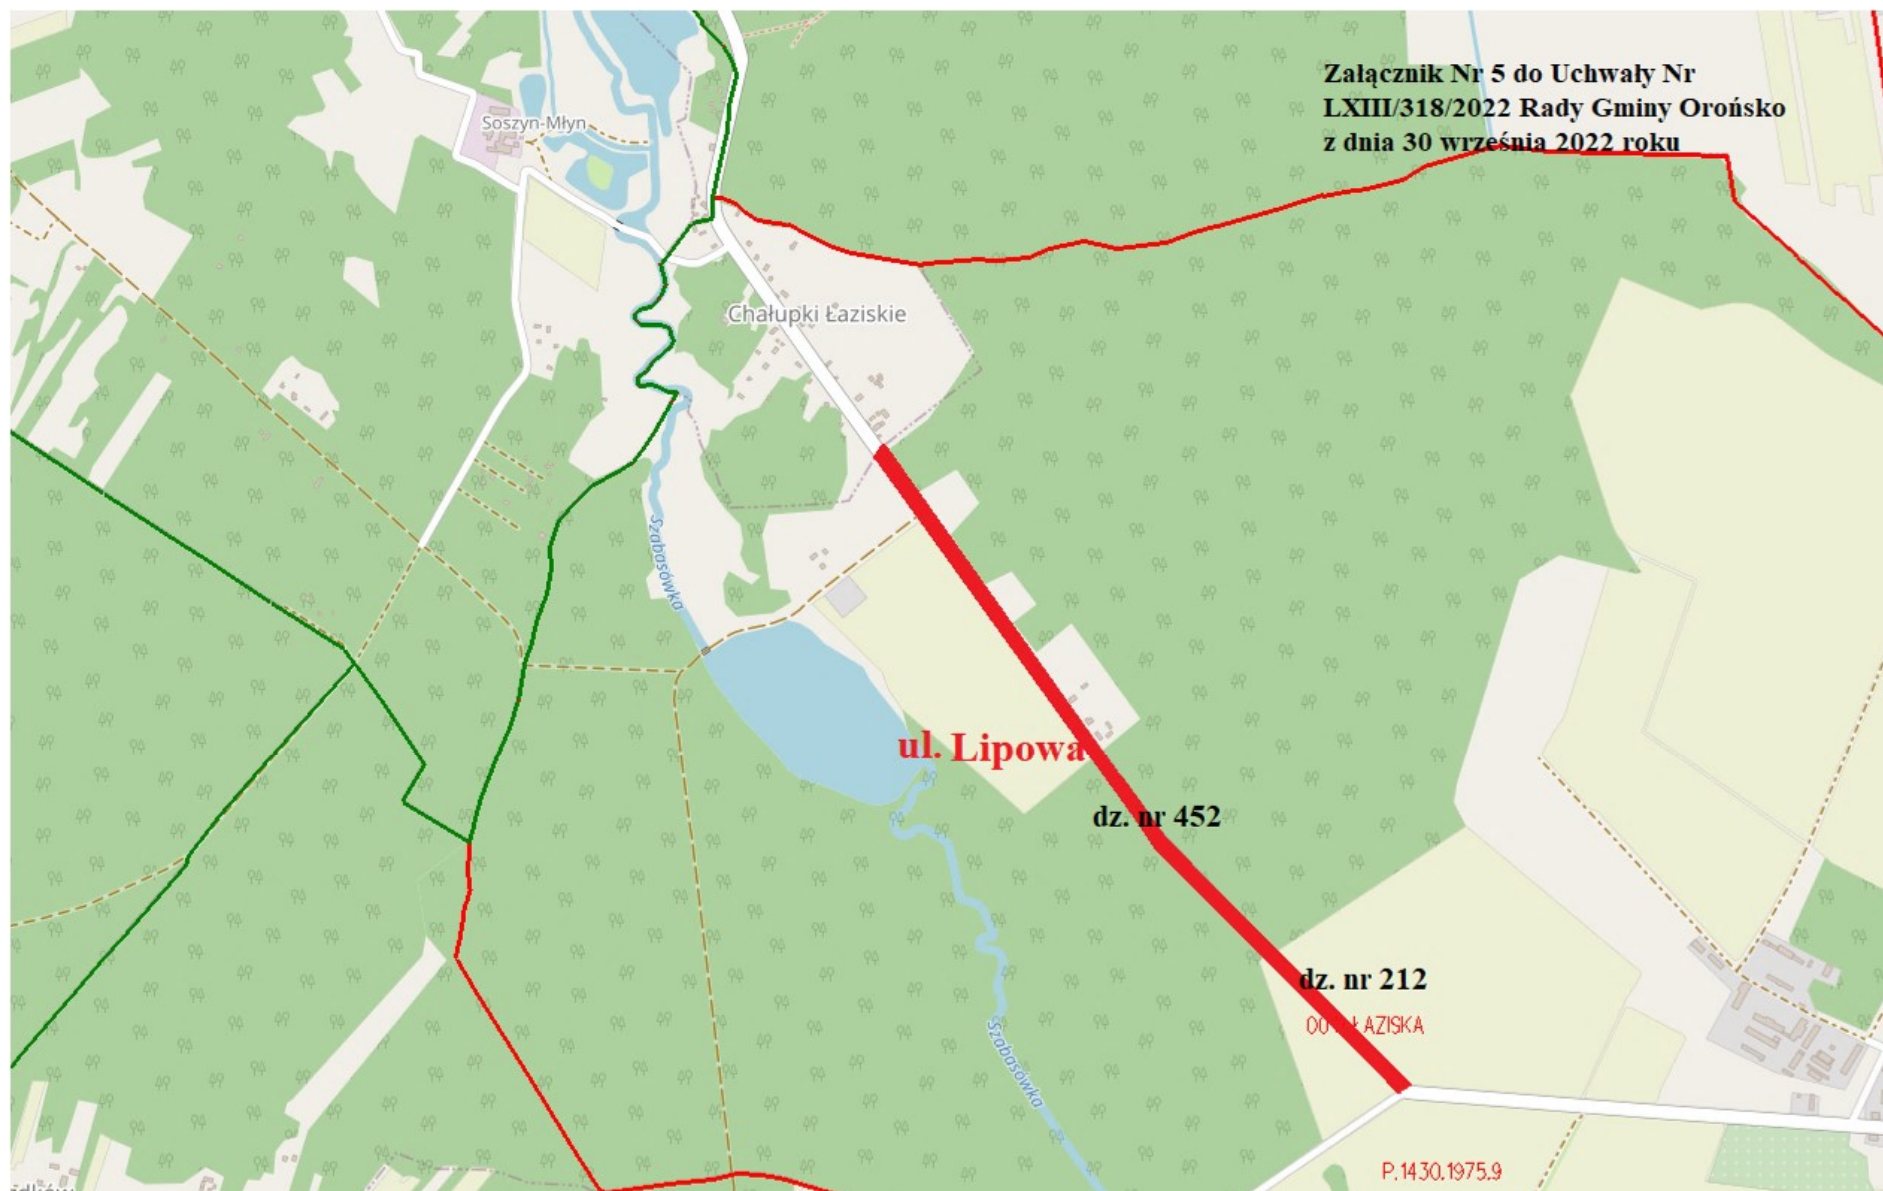 Załącznik Nr 5 do Uchwały Nr
LXIII/318/2022 Rady Gminy Orońsko
z dnia 30 września 2022 roku
Soszyn-Młyn
Chałupki Łaziskie
Szabasówka
ul. Lipowa
dz. nr 452
dz. nr 212
ŁAZISKA
Szabasówka
P.1430.1975.9